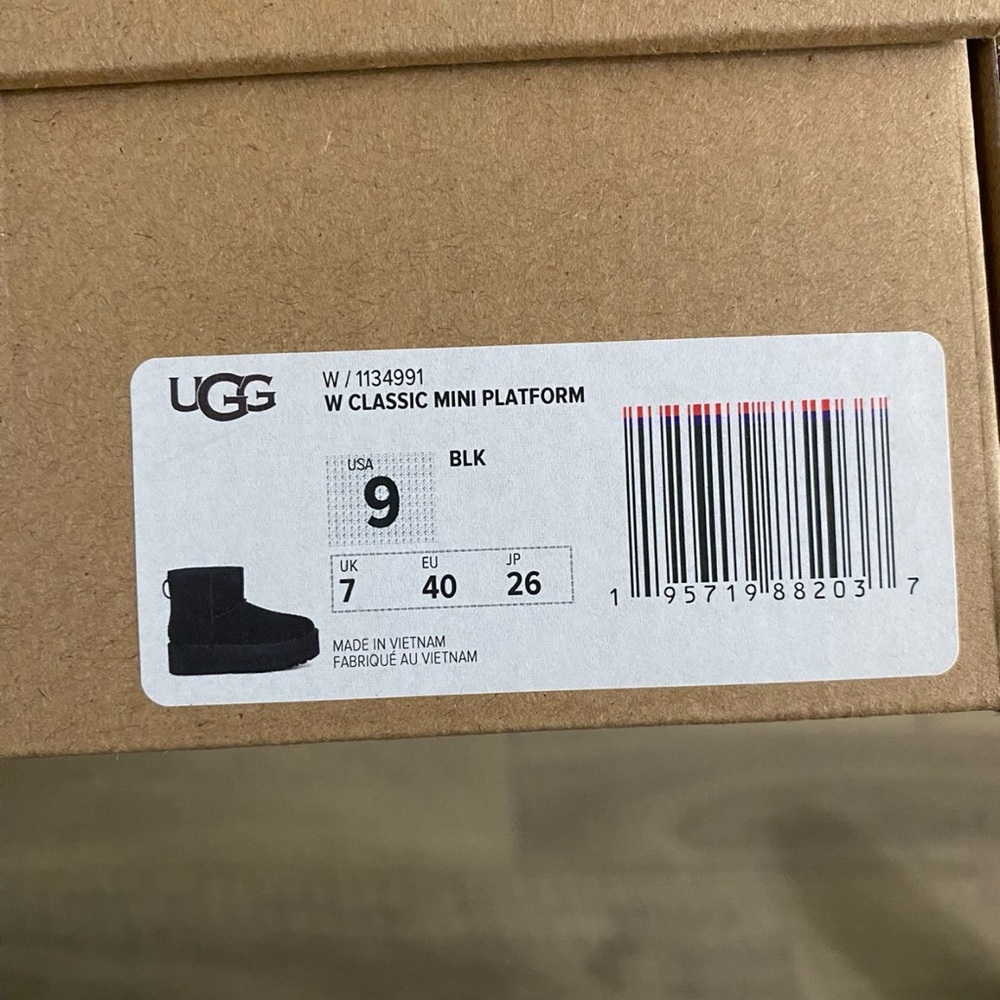 UGG
W / 1134991
W CLASSIC MINI PLATFORM
USA
9
BLK
UK EU JP
7 40 26
MADE IN VIETNAM
FABRIQUÉ AU VIETNAM
1 95719 88203 7